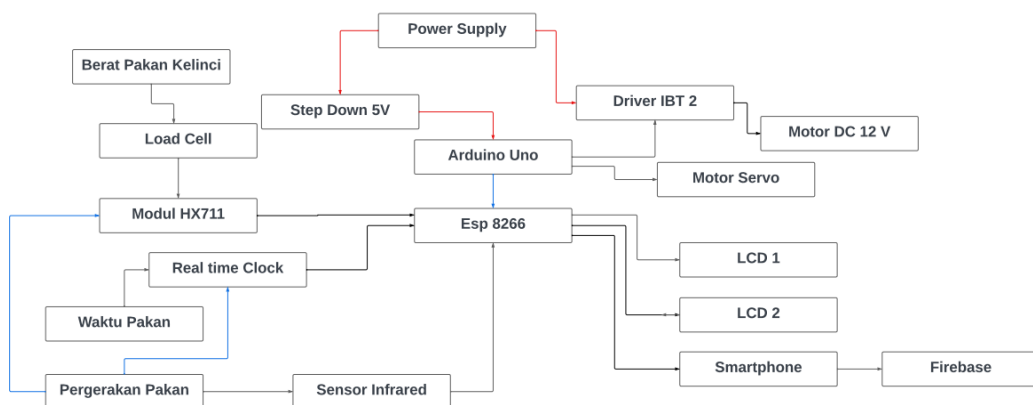 Power Supply
Berat Pakan Kelinci
Step Down 5V
Driver IBT 2
Load Cell
Motor DC 12 V
Arduino Uno
Motor Servo
Modul HX711
Esp 8266
Real time Clock
LCD 1
Waktu Pakan
LCD 2
Pergerakan Pakan
Sensor Infrared
Smartphone
Firebase